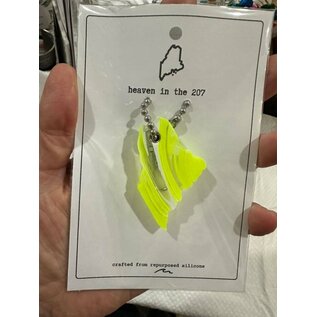 heaven in the 207
crafted from repurposed silicone